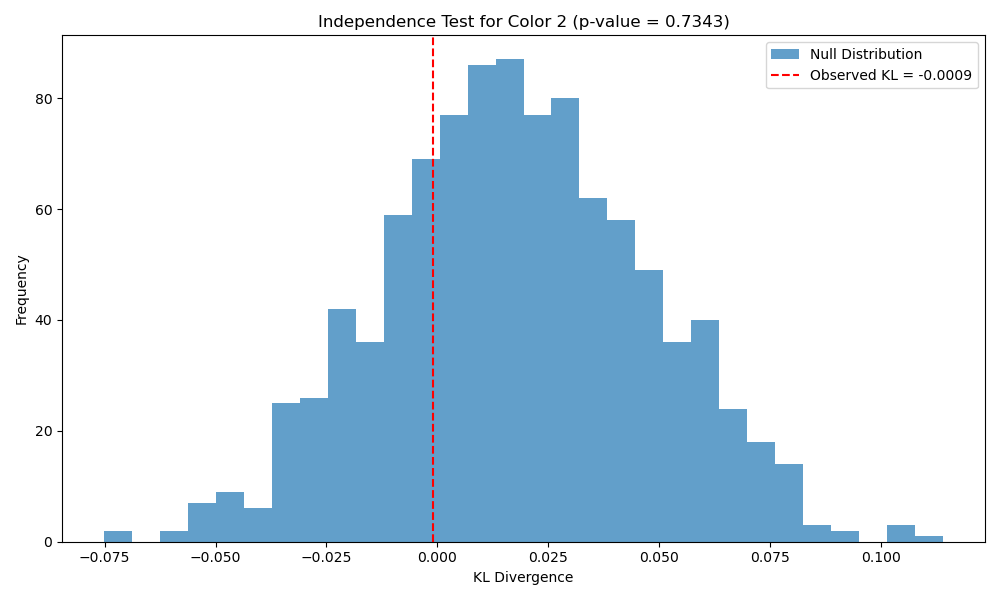 Independence Test for Color 2 (p-value = 0.7343)
Null Distribution
Observed KL = -0.0009
Frequency
80
60
40
20
0
−0.075
−0.050
−0.025
0.000
0.025
0.050
0.075
0.100
KL Divergence